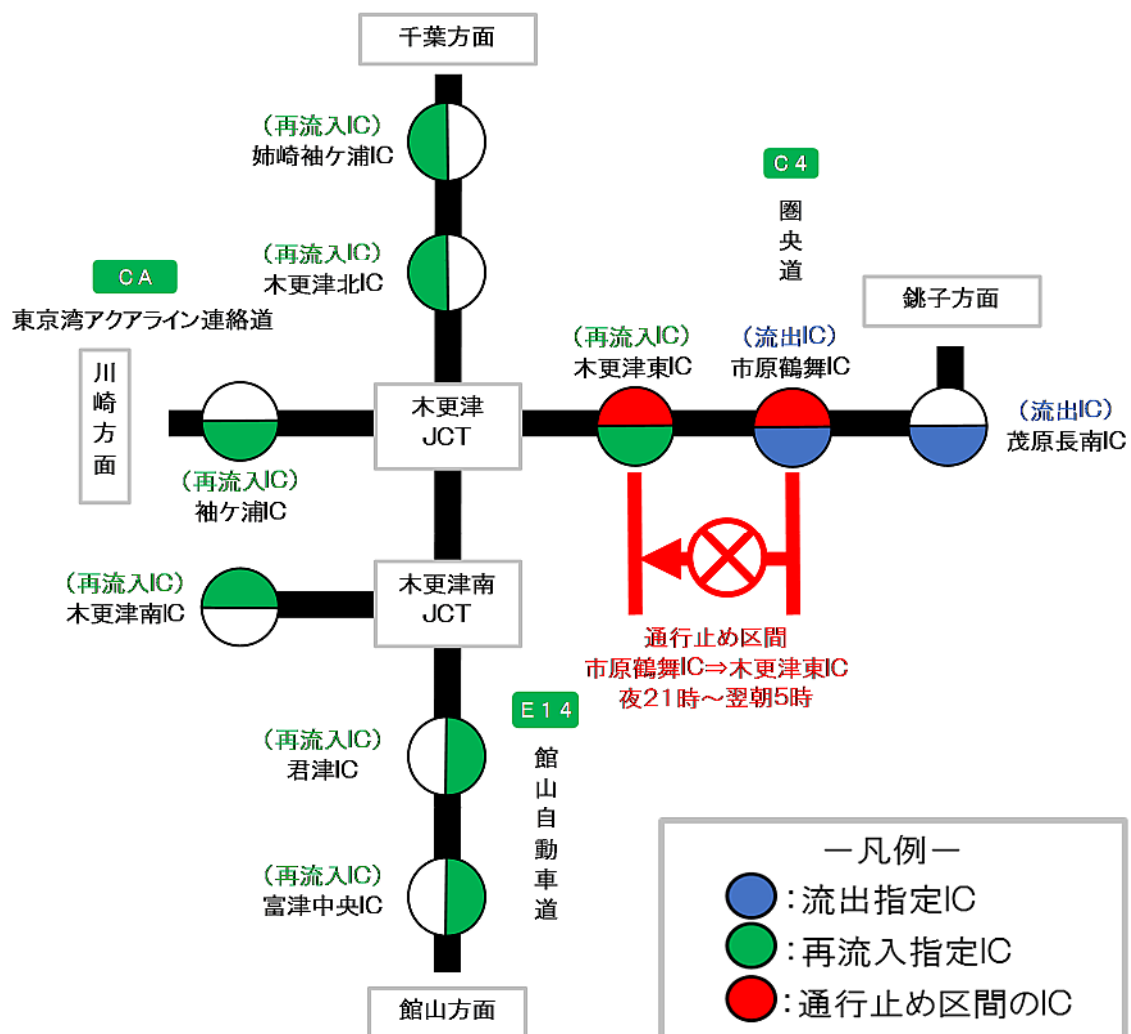 千葉方面
(再流入IC)
姉崎袖ケ浦IC
C4
圏央道
(再流入IC)
木更津北IC
CA
東京湾アクアライン連絡道
銚子方面
川崎方面
(再流入IC)
木更津東IC
(流出IC)
市原鶴舞IC
木更津
JCT
(流出IC)
茂原長南IC
(再流入IC)
袖ケ浦IC
(再流入IC)
木更津南IC
木更津南
JCT
通行止め区間
市原鶴舞IC⇒木更津東IC
夜21時~翌朝5時
E14
館山自動車道
(再流入IC)
君津IC
(再流入IC)
富津中央IC
館山方面
-凡例-
:流出指定IC
:再流入指定IC
:通行止め区間のIC